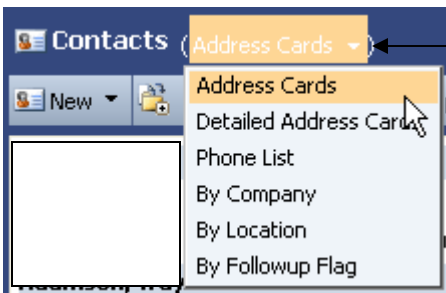 Contacts (Address Cards)
New
Address Cards
Detailed Address Cards
Phone List
By Company
By Location
By Followup Flag